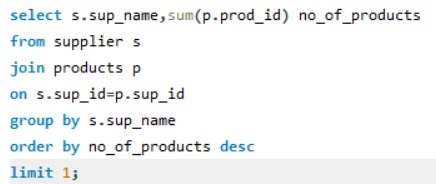 select s.sup_name,sum(p.prod_id) no_of_products
from supplier s
join products p
on s.sup_id=p.sup_id
group by s.sup_name
order by no_of_products desc
limit 1;